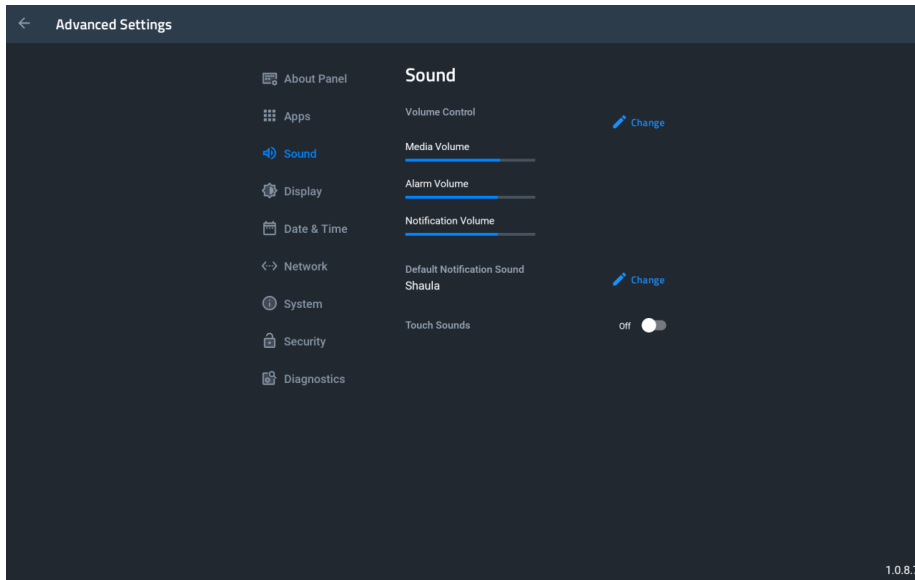 Advanced Settings
About Panel
Apps
Sound
Display
Date & Time
Network
System
Security
Diagnostics
Sound
Volume Control
Change
Media Volume
Alarm Volume
Notification Volume
Default Notification Sound
Shaula
Change
Touch Sounds
Off
1.0.8.